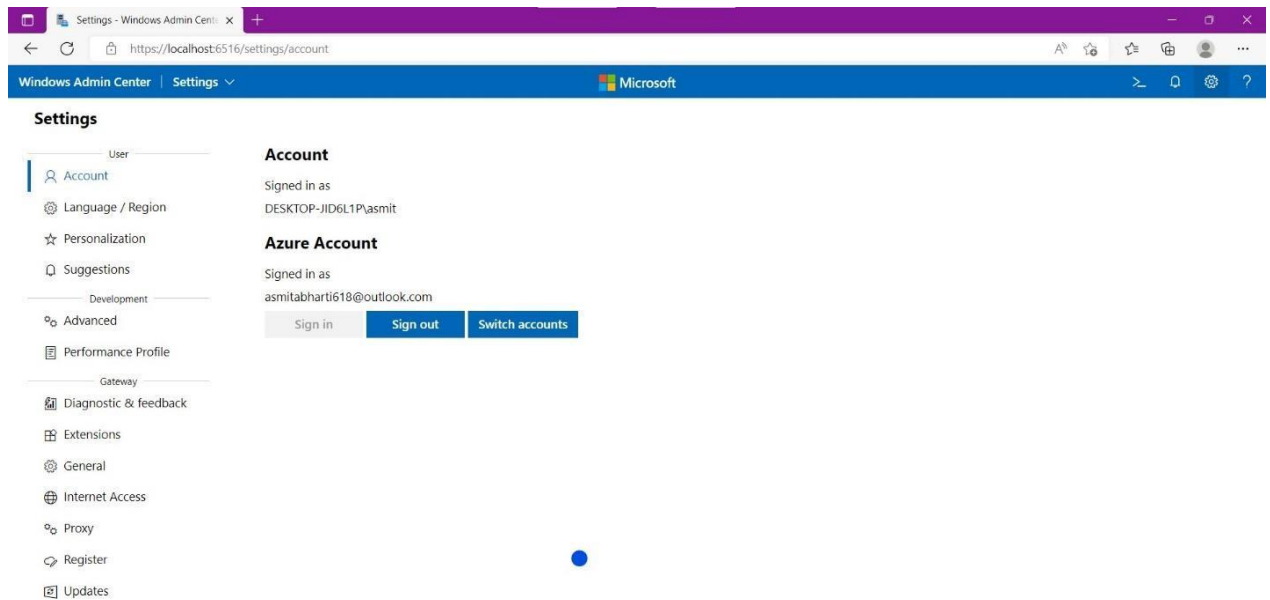 Settings - Windows Admin Cent
https://localhost:6516/settings/account
Windows Admin Center | Settings
Microsoft
Settings
User
Account
Language / Region
Personalization
Suggestions
Development
Advanced
Performance Profile
Gateway
Diagnostic & feedback
Extensions
General
Internet Access
Proxy
Register
Updates
Account
Signed in as
DESKTOP-JID6L1P\asmit
Azure Account
Signed in as
asmitabharti618@outlook.com
Sign in
Sign out
Switch accounts